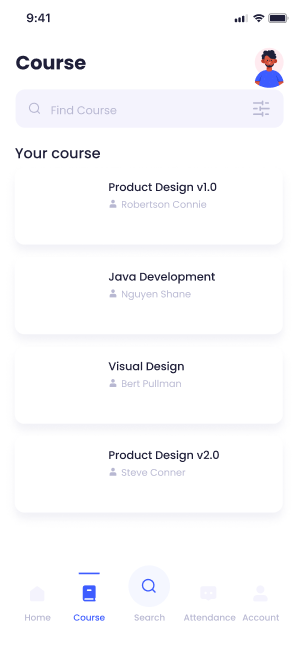 9:41
Course
Find Course
Your course
Product Design v1.0
Robertson Connie
Java Development
Nguyen Shane
Visual Design
Bert Pullman
Product Design v2.0
Steve Conner
Home Course Search Attendance Account